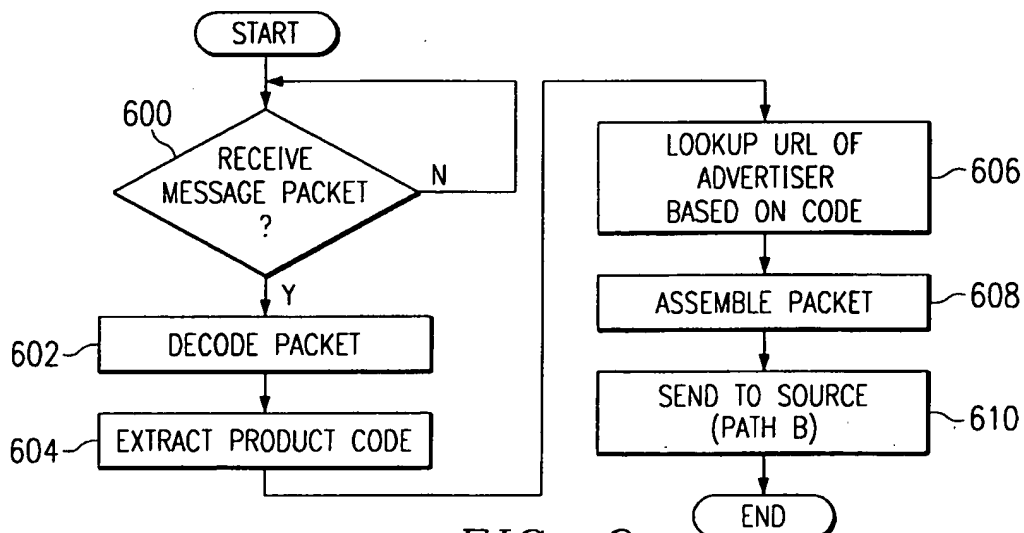 START
600
RECEIVE
MESSAGE PACKET
?
N
Y
602
DECODE PACKET
604
EXTRACT PRODUCT CODE
LOOKUP URL OF
ADVERTISER
BASED ON CODE
606
ASSEMBLE PACKET
608
SEND TO SOURCE
(PATH B)
610
END